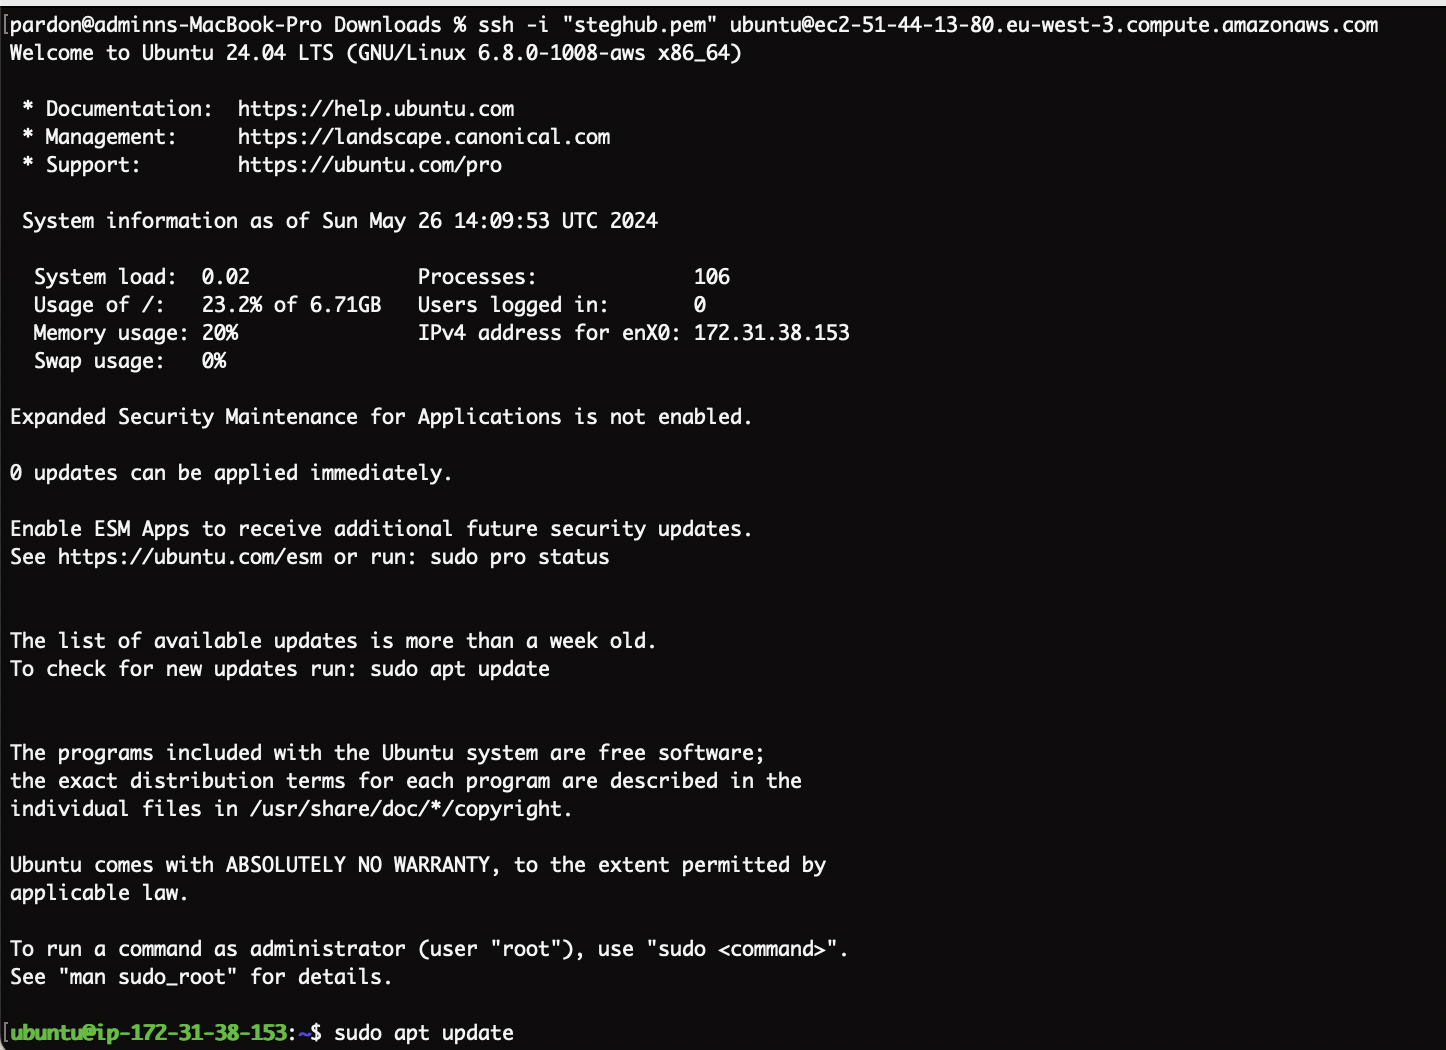 [pardon@adminns-MacBook-Pro Downloads % ssh -i "steghub.pem" ubuntu@ec2-51-44-13-80.eu-west-3.compute.amazonaws.com
Welcome to Ubuntu 24.04 LTS (GNU/Linux 6.8.0-1008-aws x86_64)
* Documentation:  https://help.ubuntu.com
* Management:     https://landscape.canonical.com
* Support:        https://ubuntu.com/pro
System information as of Sun May 26 14:09:53 UTC 2024
System load:  0.02              Processes:             106
Usage of /:   23.2% of 6.71GB   Users logged in:       0
Memory usage: 20%               IPv4 address for enX0: 172.31.38.153
Swap usage:   0%
Expanded Security Maintenance for Applications is not enabled.
0 updates can be applied immediately.
Enable ESM Apps to receive additional future security updates.
See https://ubuntu.com/esm or run: sudo pro status
The list of available updates is more than a week old.
To check for new updates run: sudo apt update
The programs included with the Ubuntu system are free software;
the exact distribution terms for each program are described in the
individual files in /usr/share/doc/*/copyright.
Ubuntu comes with ABSOLUTELY NO WARRANTY, to the extent permitted by
applicable law.
To run a command as administrator (user "root"), use "sudo <command>".
See "man sudo_root" for details.
[ubuntu@ip-172-31-38-153:~$ sudo apt update